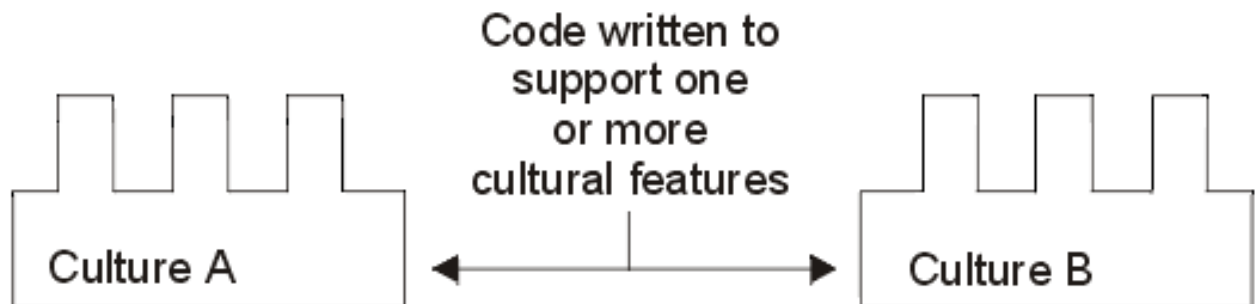 Code written to
support one
or more
cultural features
Culture A
Culture B